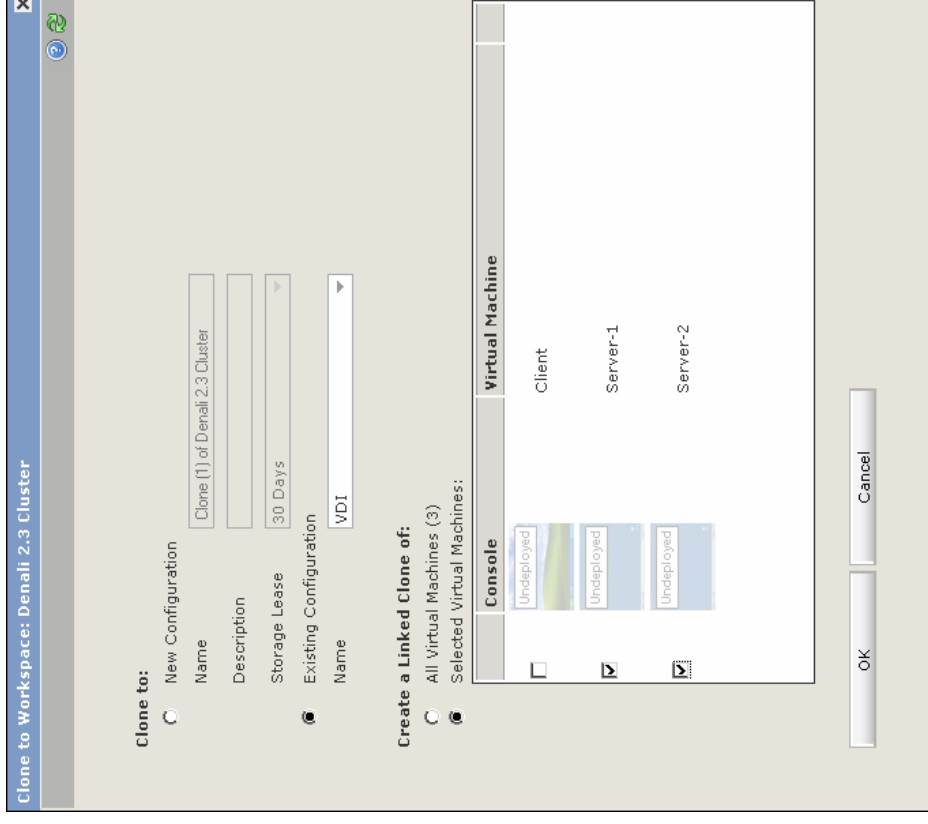 Clone to Workspace: Denali 2.3 Cluster
Clone to:
New Configuration
Name Clone (1) of Denali 2.3 Cluster
Description
Storage Lease 30 Days
Existing Configuration
Name VDI
Create a Linked Clone of:
All Virtual Machines (3)
Selected Virtual Machines:
Console Virtual Machine
Undeployed Client
Undeployed Server-1
Undeployed Server-2
OK Cancel